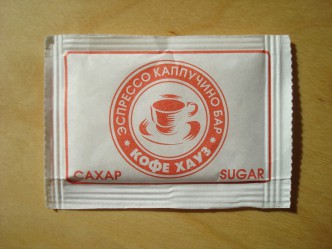 ЭСПРЕССО КАППУЧИНО БАР
* КОФЕ ХАУЗ *
САХАР
SUGAR